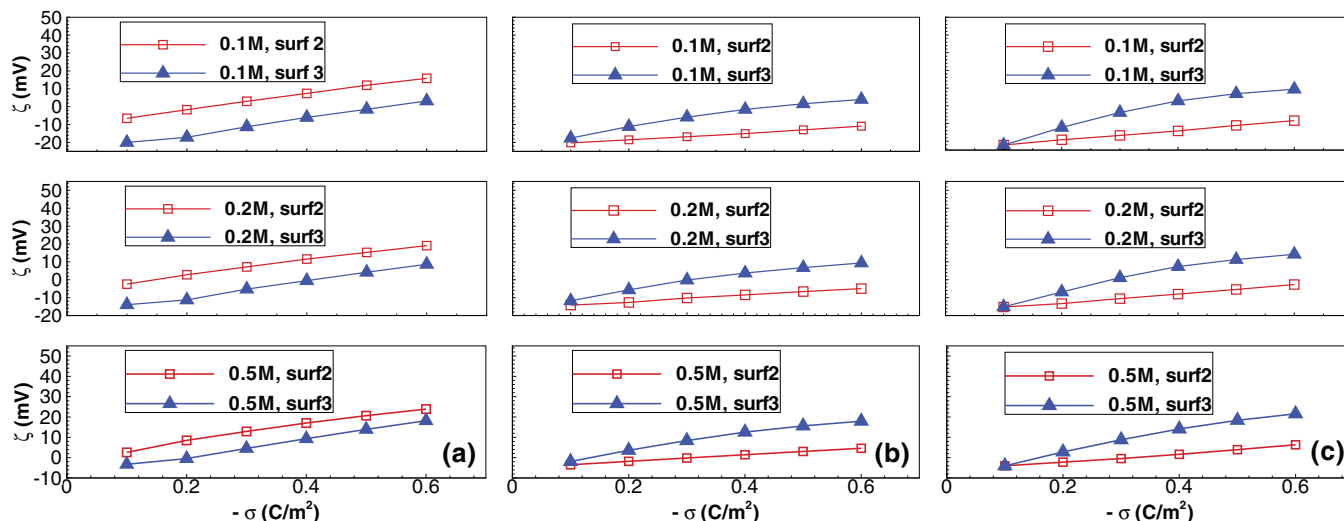 50
40
30
20
10
0
-10
-20
ζ (mV)
0.1M, surf 2
0.1M, surf 3
0.1M, surf2
0.1M, surf3
0.1M, surf2
0.1M, surf3
50
40
30
20
10
0
-10
-20
ζ (mV)
0.2M, surf2
0.2M, surf3
0.2M, surf2
0.2M, surf3
0.2M, surf2
0.2M, surf3
50
40
30
20
10
0
-10
ζ (mV)
0.5M, surf2
0.5M, surf3
(a)
0.5M, surf2
0.5M, surf3
(b)
0.5M, surf2
0.5M, surf3
(c)
0 0.2 0.4 0.6 0 0.2 0.4 0.6 0 0.2 0.4 0.6
- σ (C/m²) - σ (C/m²) - σ (C/m²)